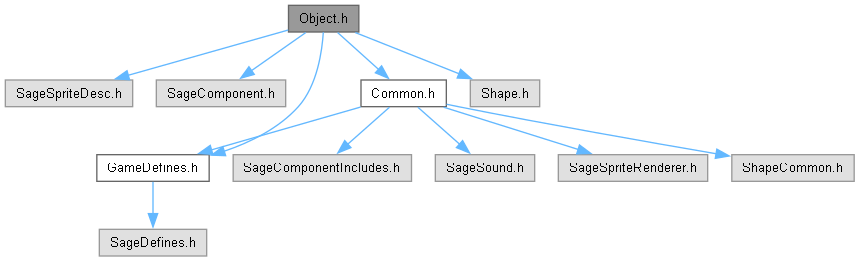 Object.h
SageSpriteDesc.h
SageComponent.h
Common.h
Shape.h
GameDefines.h
SageComponentIncludes.h
SageSound.h
SageSpriteRenderer.h
ShapeCommon.h
SageDefines.h